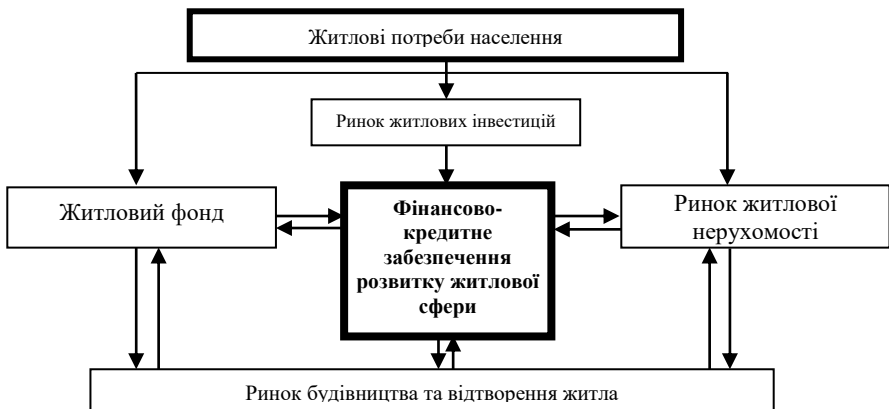 Житлові потреби населення
Ринок житлових інвестицій
Житловий фонд
Фінансово-
кредитне
забезпечення
розвитку житлової
сфери
Ринок житлової
нерухомості
Ринок будівництва та відтворення житла